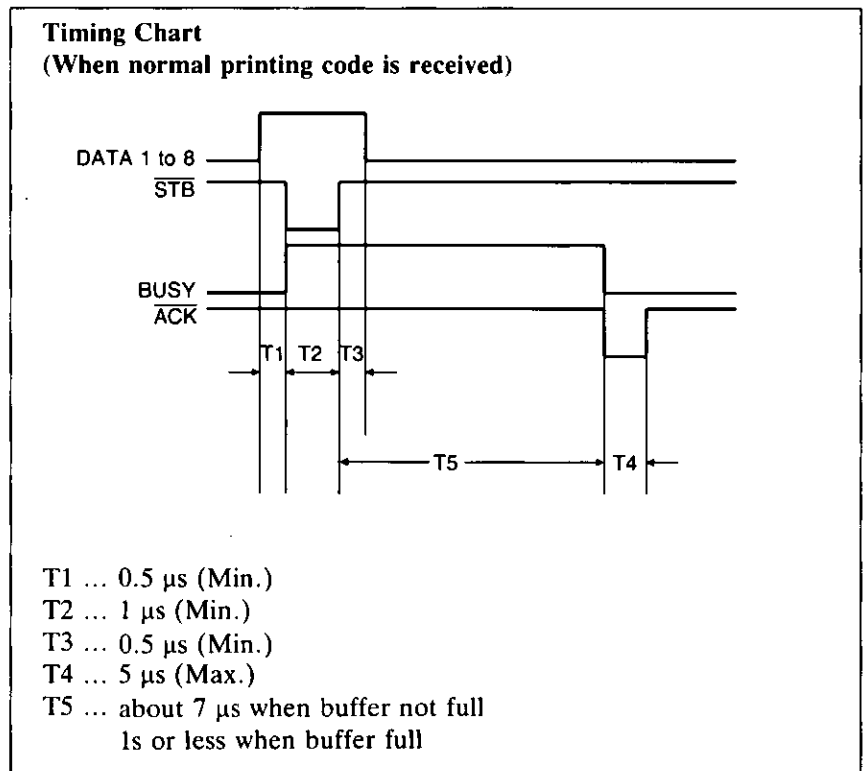 Timing Chart
(When normal printing code is received)
DATA 1 to 8
STB
BUSY
ACK
T1 T2 T3
T5 T4
T1 ... 0.5 µs (Min.)
T2 ... 1 µs (Min.)
T3 ... 0.5 µs (Min.)
T4 ... 5 µs (Max.)
T5 ... about 7 µs when buffer not full
1s or less when buffer full